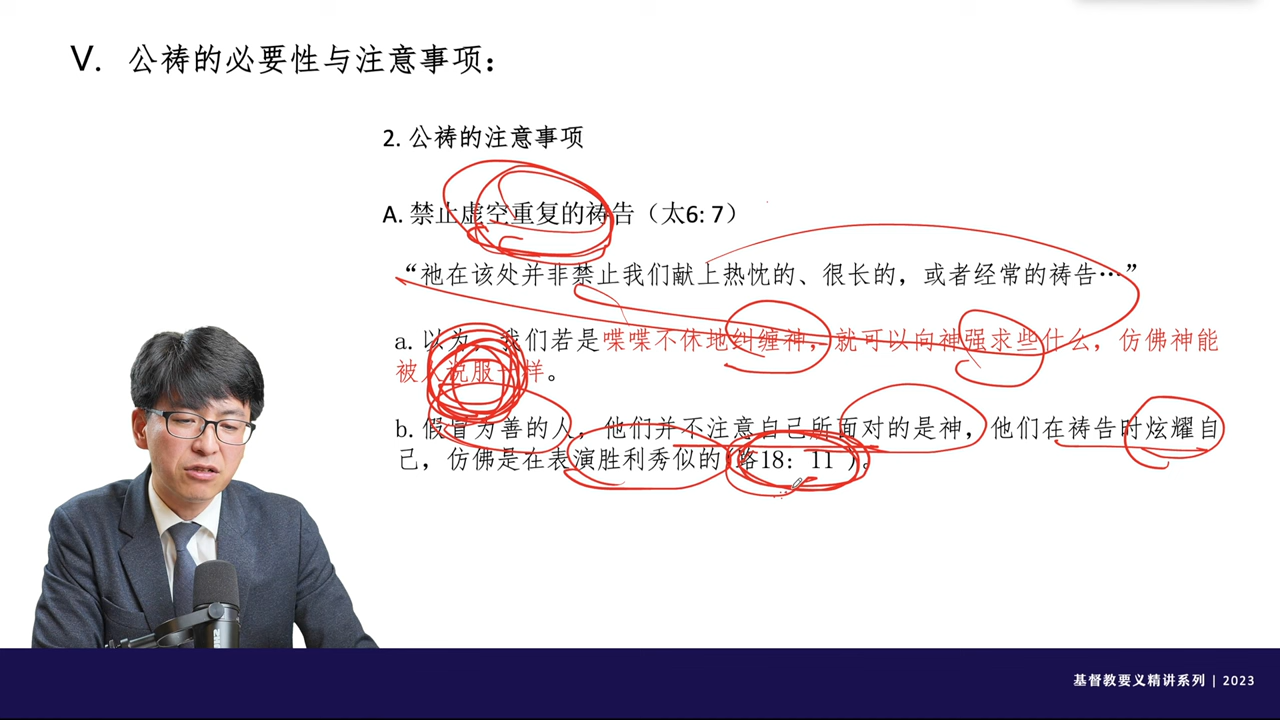 V. 公祷的必要性与注意事项：
2. 公祷的注意事项
A. 禁止虚空重复的祷告（太6: 7）
“祂在该处并非禁止我们献上热忱的、很长的，或者经常的祷告…”
a. 以为，我们若是喋喋不休地纠缠神，就可以向神强求些什么，仿佛神能
被人说服一样。
b. 假冒为善的人，他们并不注意自己所面对的是神，他们在祷告时炫耀自
己，仿佛是在表演胜利秀似的（路18：11 ）。
基督教要义精讲系列 | 2023